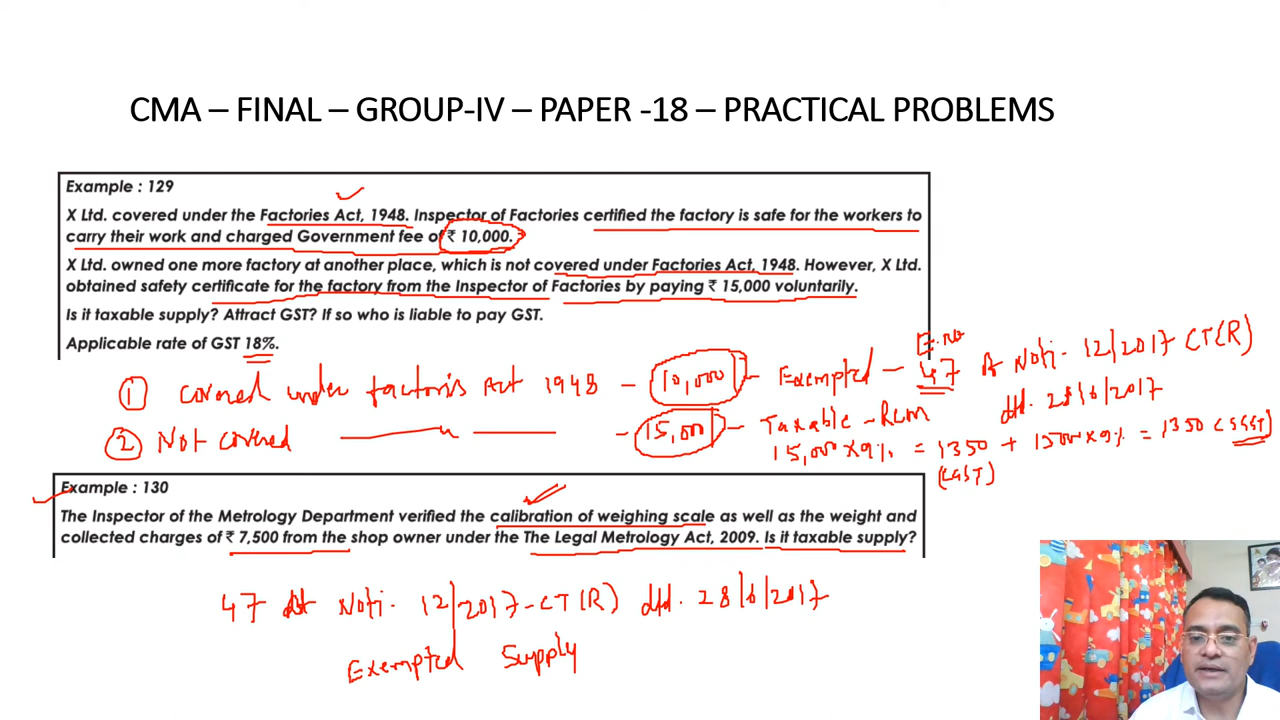 CMA – FINAL – GROUP-IV – PAPER -18 – PRACTICAL PROBLEMS
Example : 129
X Ltd. covered under the Factories Act, 1948. Inspector of Factories certified the factory is safe for the workers to
carry their work and charged Government fee of ₹ 10,000.
X Ltd. owned one more factory at another place, which is not covered under Factories Act, 1948. However, X Ltd.
obtained safety certificate for the factory from the Inspector of Factories by paying ₹ 15,000 voluntarily.
Is it taxable supply? Attract GST? If so who is liable to pay GST.
Applicable rate of GST 18%.
E.No
① Covered under factories Act 1948 – 10,000 – Exempted – 47 of Noti. 12/2017 CT(R)
dtd. 28/6/2017
② Not covered – 15,000 – Taxable – RCM
15,000 x 9% = 1350 + 15000 x 9% = 1350 (SGST)
(CGST)
Example : 130
The Inspector of the Metrology Department verified the calibration of weighing scale as well as the weight and
collected charges of ₹ 7,500 from the shop owner under the The Legal Metrology Act, 2009. Is it taxable supply?
47 of Noti. 12/2017-CT(R) dtd. 28/6/2017
Exempted Supply